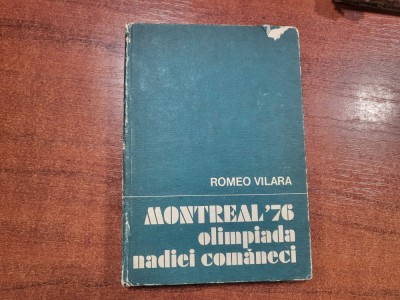 ROMEO VILARA
MONTREAL'76
olimpiada
nadiei comăneci